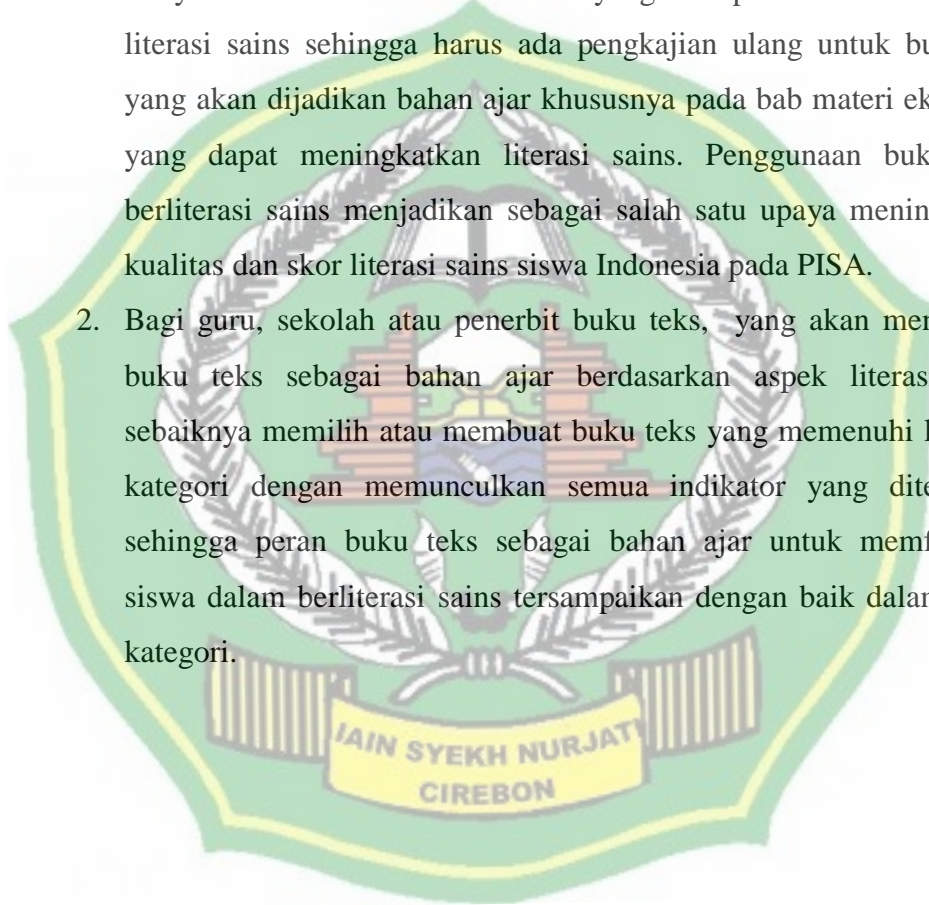 literasi sains sehingga harus ada pengkajian ulang untuk bu
yang akan dijadikan bahan ajar khususnya pada bab materi ek
yang dapat meningkatkan literasi sains. Penggunaan buk
berliterasi sains menjadikan sebagai salah satu upaya menin
kualitas dan skor literasi sains siswa Indonesia pada PISA.
2. Bagi guru, sekolah atau penerbit buku teks, yang akan men
buku teks sebagai bahan ajar berdasarkan aspek literas
sebaiknya memilih atau membuat buku teks yang memenuhi
kategori dengan memunculkan semua indikator yang dite
sehingga peran buku teks sebagai bahan ajar untuk memf
siswa dalam berliterasi sains tersampaikan dengan baik dalam
kategori.
IAIN SYEKH NURJATI
CIREBON